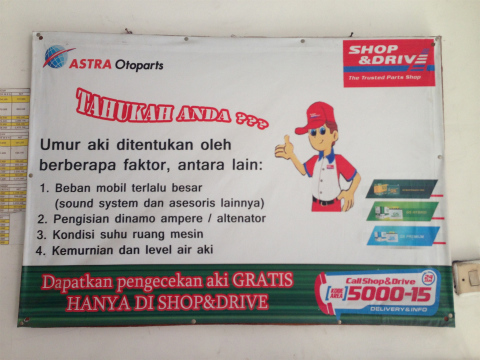 ASTRA Otoparts
SHOP
&DRIVE
The Trusted Parts Shop
TAHUKAH ANDA ???
Umur aki ditentukan oleh
berberapa faktor, antara lain:
1. Beban mobil terlalu besar
(sound system dan asesoris lainnya)
2. Pengisian dinamo ampere / altenator
3. Kondisi suhu ruang mesin
4. Kemurnian dan level air aki
Dapatkan pengecekan aki GRATIS
HANYA DI SHOP&DRIVE
Call Shop&Drive
5000-15
DELIVERY&INFO